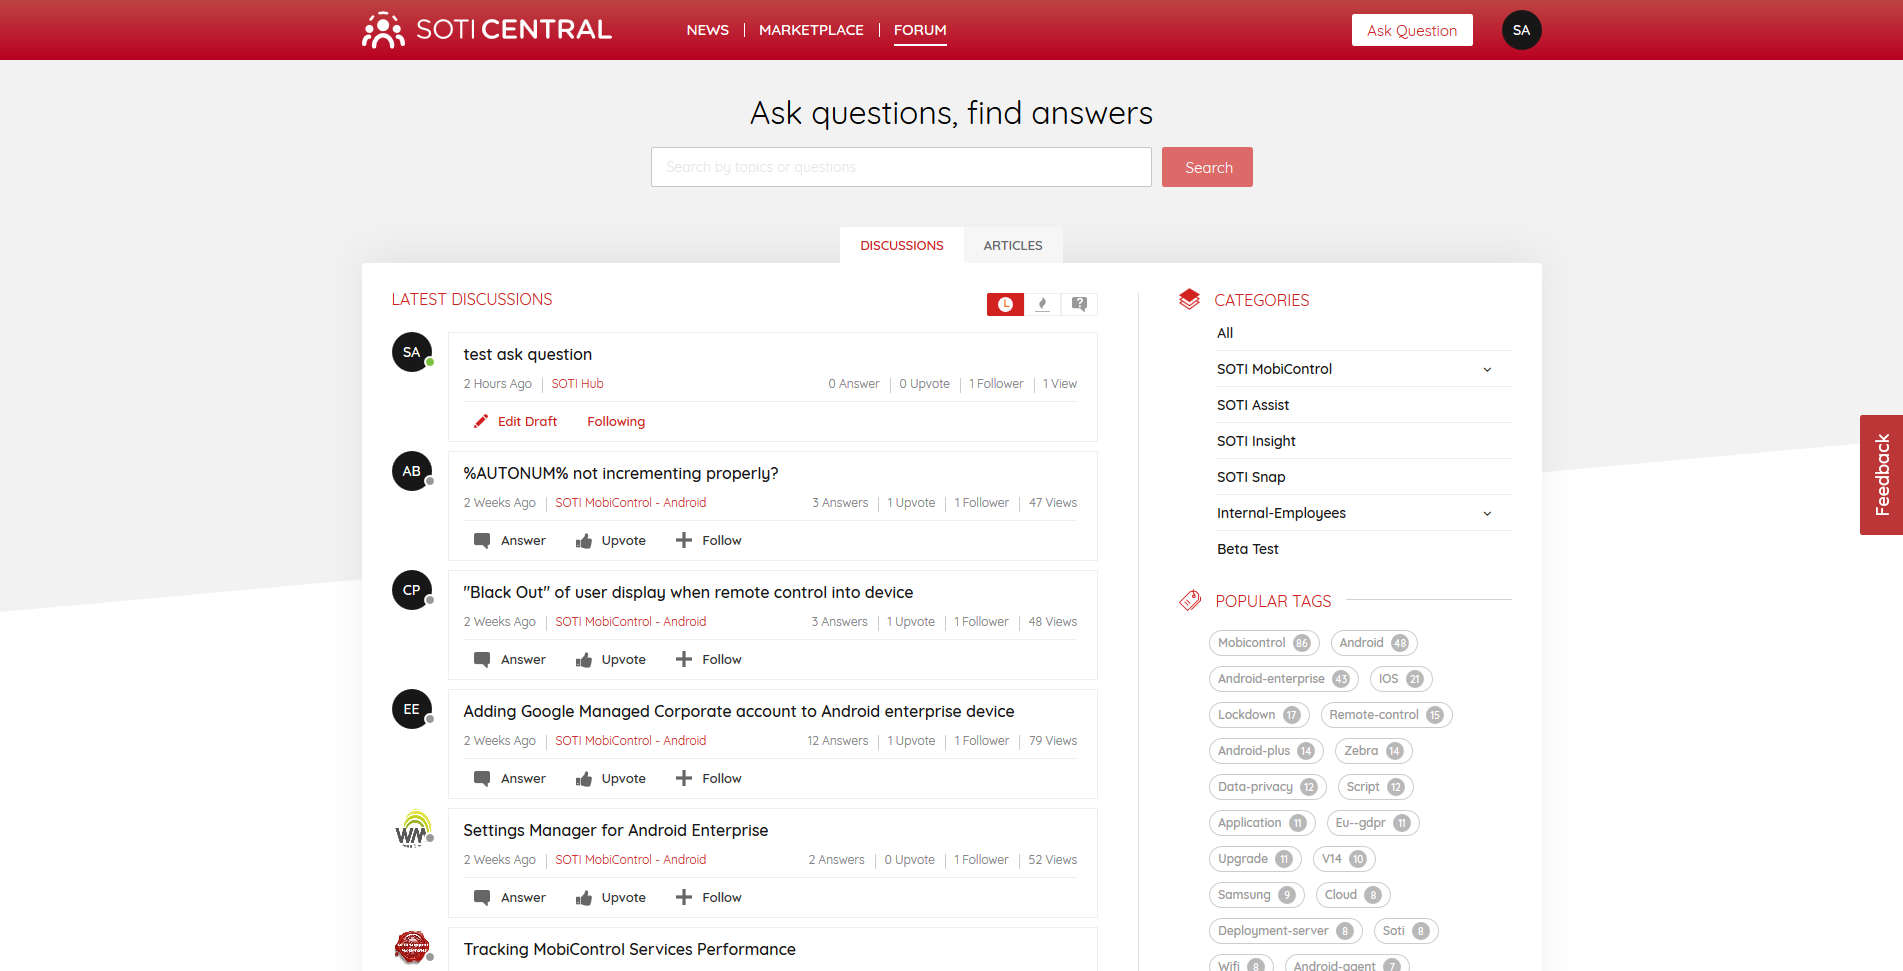 SOTI CENTRAL
NEWS
MARKETPLACE
FORUM
Ask Question
SA
Ask questions, find answers
Search by topics or questions
Search
DISCUSSIONS
ARTICLES
LATEST DISCUSSIONS
SA
test ask question
2 Hours Ago SOTI Hub 0 Answer 0 Upvote 1 Follower 1 View
Edit Draft Following
AB
%AUTONUM% not incrementing properly?
2 Weeks Ago SOTI MobiControl - Android 3 Answers 1 Upvote 1 Follower 47 Views
Answer Upvote Follow
CP
"Black Out" of user display when remote control into device
2 Weeks Ago SOTI MobiControl - Android 3 Answers 1 Upvote 1 Follower 48 Views
Answer Upvote Follow
EE
Adding Google Managed Corporate account to Android enterprise device
2 Weeks Ago SOTI MobiControl - Android 12 Answers 1 Upvote 1 Follower 79 Views
Answer Upvote Follow
WM
Settings Manager for Android Enterprise
2 Weeks Ago SOTI MobiControl - Android 2 Answers 0 Upvote 1 Follower 52 Views
Answer Upvote Follow
Tracking MobiControl Services Performance
CATEGORIES
All
SOTI MobiControl
SOTI Assist
SOTI Insight
SOTI Snap
Internal-Employees
Beta Test
POPULAR TAGS
Mobicontrol 86 Android 48
Android-enterprise 43 IOS 21
Lockdown 17 Remote-control 15
Android-plus 14 Zebra 14
Data-privacy 12 Script 12
Application 11 Eu--gdpr 11
Upgrade 11 V14 10
Samsung 9 Cloud 8
Deployment-server 8 Soti 8
Wifi 8 Android-agent 7
Feedback